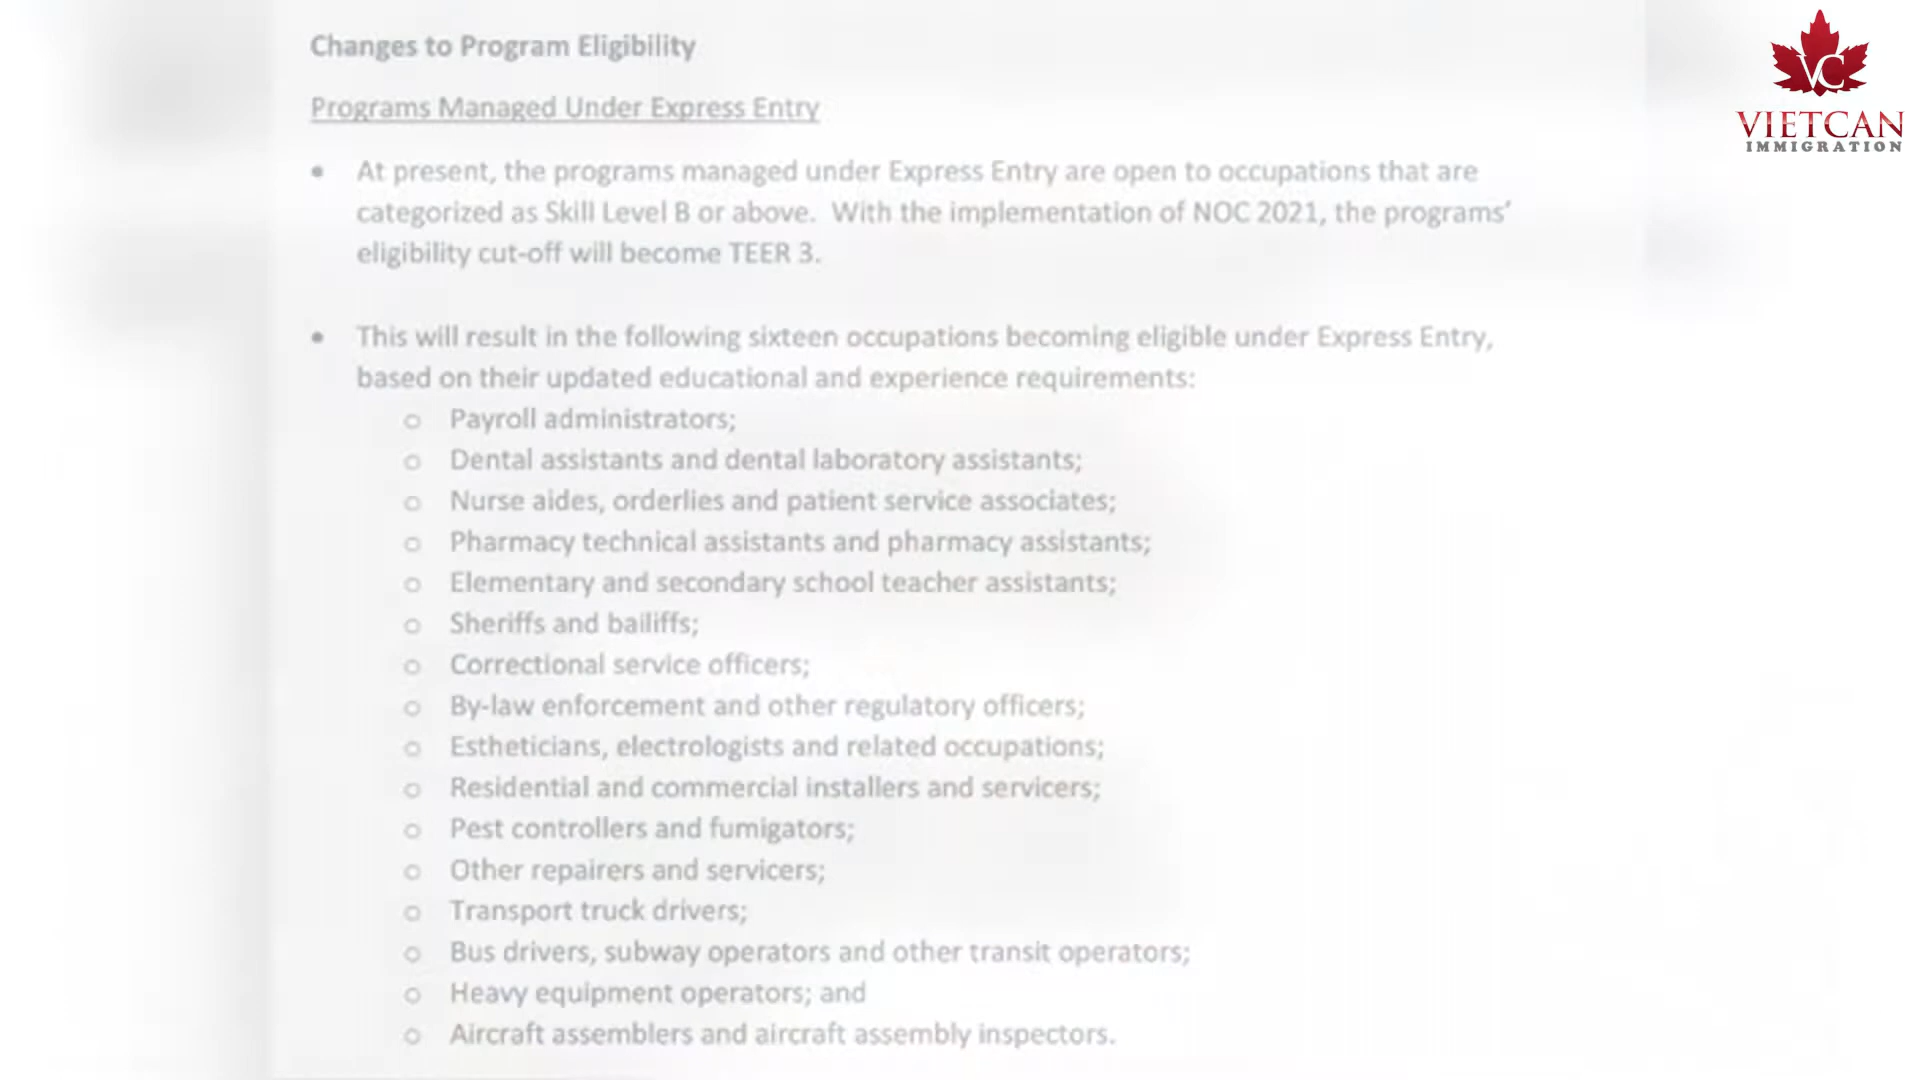 Changes to Program Eligibility
VC
VIETCAN
IMMIGRATION
Programs Managed Under Express Entry
• At present, the programs managed under Express Entry are open to occupations that are
categorized as Skill Level B or above. With the implementation of NOC 2021, the programs’
eligibility cut-off will become TEER 3.
• This will result in the following sixteen occupations becoming eligible under Express Entry,
based on their updated educational and experience requirements:
o Payroll administrators;
o Dental assistants and dental laboratory assistants;
o Nurse aides, orderlies and patient service associates;
o Pharmacy technical assistants and pharmacy assistants;
o Elementary and secondary school teacher assistants;
o Sheriffs and bailiffs;
o Correctional service officers;
o By-law enforcement and other regulatory officers;
o Estheticians, electrologists and related occupations;
o Residential and commercial installers and servicers;
o Pest controllers and fumigators;
o Other repairers and servicers;
o Transport truck drivers;
o Bus drivers, subway operators and other transit operators;
o Heavy equipment operators; and
o Aircraft assemblers and aircraft assembly inspectors.